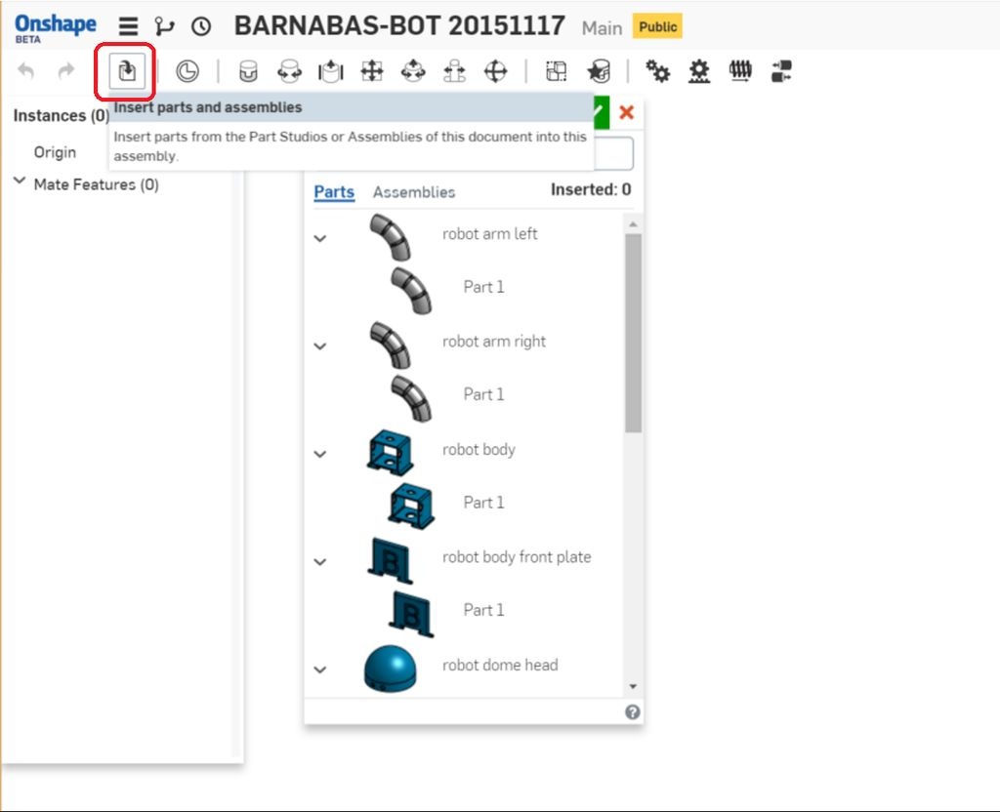 Onshape
BETA
BARNABAS-BOT 20151117 Main Public
Insert parts and assemblies
Insert parts from the Part Studios or Assemblies of this document into this
assembly.
Instances (0)
Origin
Mate Features (0)
Parts Assemblies Inserted: 0
robot arm left
Part 1
robot arm right
Part 1
robot body
Part 1
robot body front plate
B
Part 1
B
robot dome head